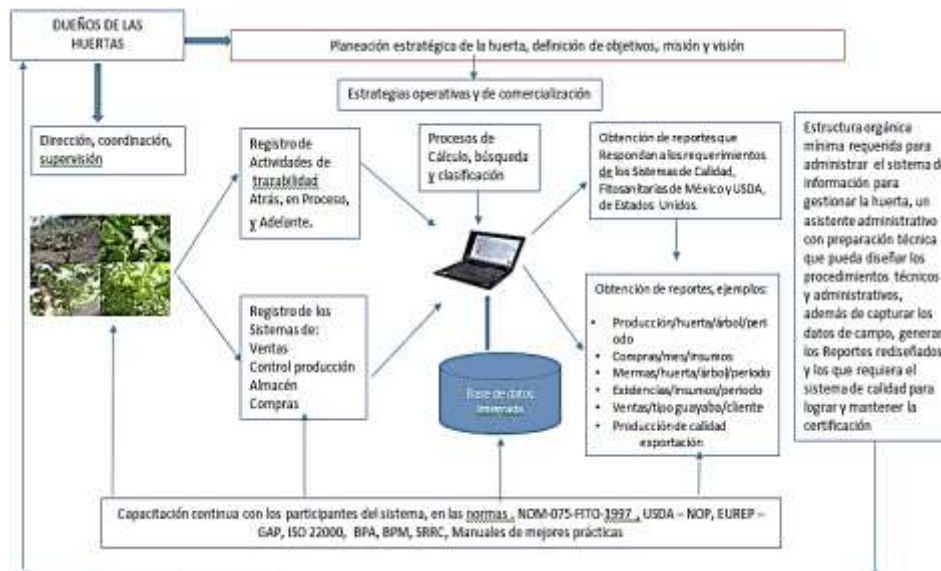 DUEÑOS DE LAS
HUERTAS
Planeación estratégica de la huerta, definición de objetivos, misión y visión
Estrategias operativas y de comercialización
Dirección, coordinación,
supervisión
Registro de
Actividades de
trazabilidad
Atrás, en Proceso,
y Adelante.
Procesos de
Cálculo, búsqueda
y clasificación
Obtención de reportes que
Respondan a los requerimientos
de los Sistemas de Calidad,
Fitosanitarias de México y USDA,
de Estados Unidos.
Estructura orgánica
mínima requerida para
administrar el sistema de
información para
gestionar la huerta, un
asistente administrativo
con preparación técnica
que pueda diseñar los
procedimientos técnicos
y administrativos,
además de capturar los
datos de campo, generar
los Reportes rediseñados
y los que requiera el
sistema de calidad para
lograr y mantener la
certificación
Registro de los
Sistemas de:
Ventas
Control producción
Almacén
Compras
Base de datos
Obtención de reportes, ejemplos:
• Producción/huerta/árbol/perí
odo
• Compras/mes/insumos
• Mermas/huerta/árbol/período
• Existencias/insumos/período
• Ventas/tipo guayaba/cliente
• Producción de calidad
exportación
Capacitación continua con los participantes del sistema, en las normas , NOM-075-FITO-1997 , USDA – NOP, EUREP –
GAP, ISO 22000, BPA, BPM, SRRC, Manuales de mejores prácticas